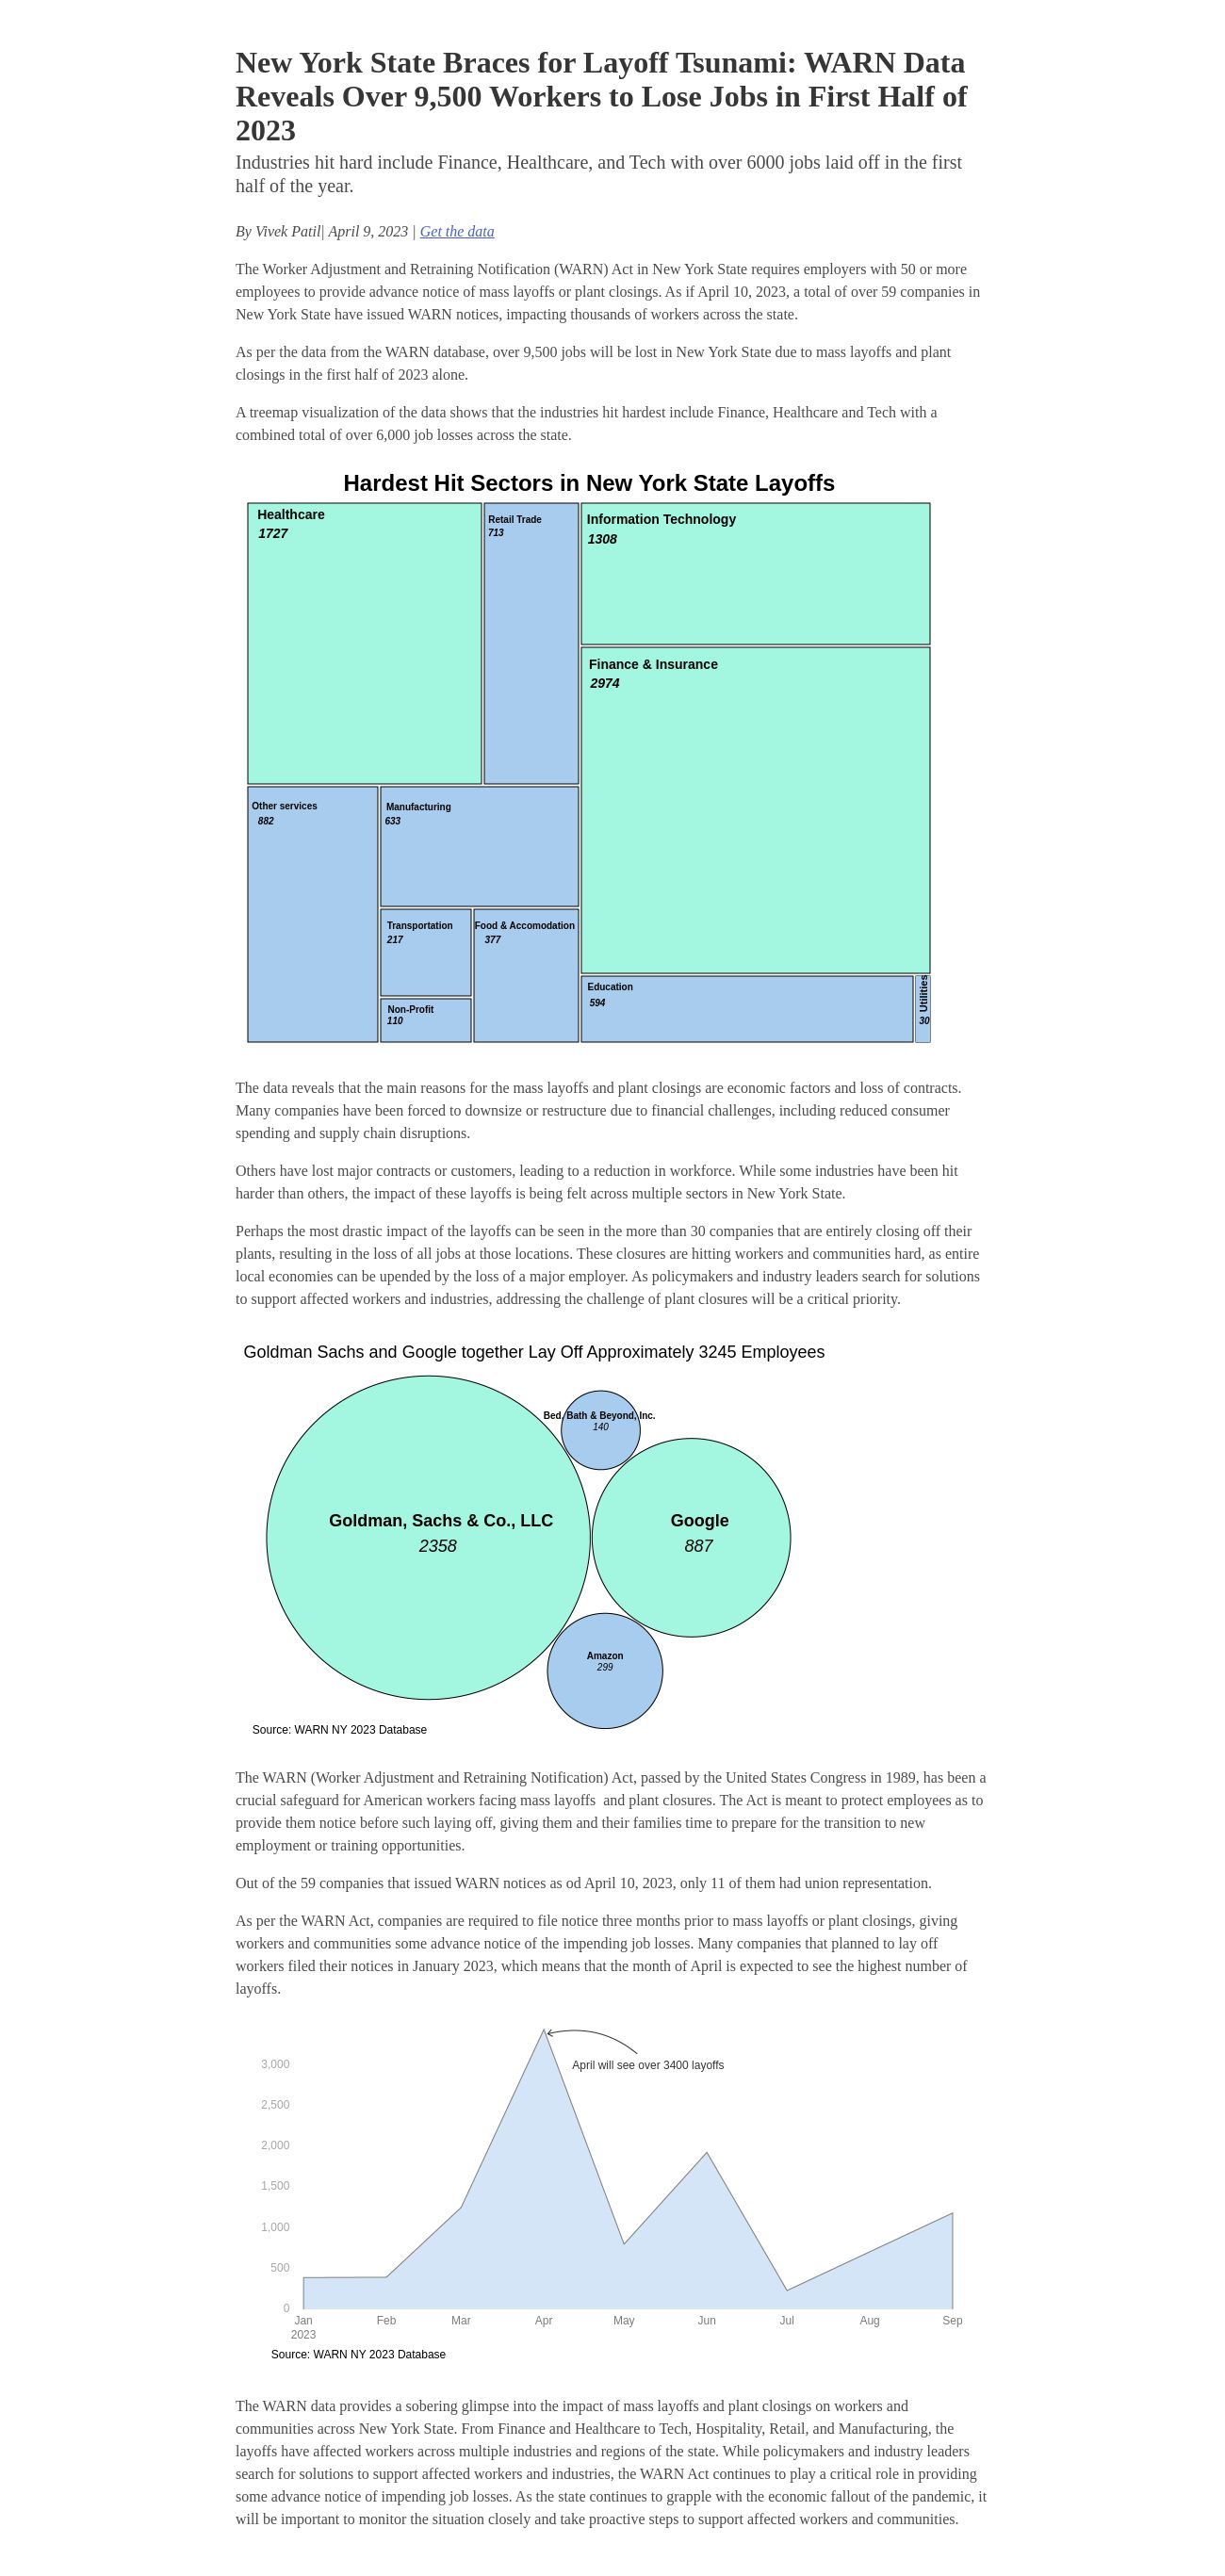 New York State Braces for Layoff Tsunami: WARN Data
Reveals Over 9,500 Workers to Lose Jobs in First Half of
2023
Industries hit hard include Finance, Healthcare, and Tech with over 6000 jobs laid off in the first
half of the year.
By Vivek Patil| April 9, 2023 | Get the data
The Worker Adjustment and Retraining Notification (WARN) Act in New York State requires employers with 50 or more
employees to provide advance notice of mass layoffs or plant closings. As if April 10, 2023, a total of over 59 companies in
New York State have issued WARN notices, impacting thousands of workers across the state.
As per the data from the WARN database, over 9,500 jobs will be lost in New York State due to mass layoffs and plant
closings in the first half of 2023 alone.
A treemap visualization of the data shows that the industries hit hardest include Finance, Healthcare and Tech with a
combined total of over 6,000 job losses across the state.
Hardest Hit Sectors in New York State Layoffs
Healthcare
1727
Retail Trade
713
Information Technology
1308
Finance & Insurance
2974
Other services
882
Manufacturing
633
Transportation
217
Food & Accomodation
377
Non-Profit
110
Education
594
Utilities
30
The data reveals that the main reasons for the mass layoffs and plant closings are economic factors and loss of contracts.
Many companies have been forced to downsize or restructure due to financial challenges, including reduced consumer
spending and supply chain disruptions.
Others have lost major contracts or customers, leading to a reduction in workforce. While some industries have been hit
harder than others, the impact of these layoffs is being felt across multiple sectors in New York State.
Perhaps the most drastic impact of the layoffs can be seen in the more than 30 companies that are entirely closing off their
plants, resulting in the loss of all jobs at those locations. These closures are hitting workers and communities hard, as entire
local economies can be upended by the loss of a major employer. As policymakers and industry leaders search for solutions
to support affected workers and industries, addressing the challenge of plant closures will be a critical priority.
Goldman Sachs and Google together Lay Off Approximately 3245 Employees
Bed, Bath & Beyond, Inc.
140
Goldman, Sachs & Co., LLC
2358
Google
887
Amazon
299
Source: WARN NY 2023 Database
The WARN (Worker Adjustment and Retraining Notification) Act, passed by the United States Congress in 1989, has been a
crucial safeguard for American workers facing mass layoffs  and plant closures. The Act is meant to protect employees as to
provide them notice before such laying off, giving them and their families time to prepare for the transition to new
employment or training opportunities.
Out of the 59 companies that issued WARN notices as od April 10, 2023, only 11 of them had union representation.
As per the WARN Act, companies are required to file notice three months prior to mass layoffs or plant closings, giving
workers and communities some advance notice of the impending job losses. Many companies that planned to lay off
workers filed their notices in January 2023, which means that the month of April is expected to see the highest number of
layoffs.
April will see over 3400 layoffs
3,000
2,500
2,000
1,500
1,000
500
0
Jan Feb Mar Apr May Jun Jul Aug Sep
2023
Source: WARN NY 2023 Database
The WARN data provides a sobering glimpse into the impact of mass layoffs and plant closings on workers and
communities across New York State. From Finance and Healthcare to Tech, Hospitality, Retail, and Manufacturing, the
layoffs have affected workers across multiple industries and regions of the state. While policymakers and industry leaders
search for solutions to support affected workers and industries, the WARN Act continues to play a critical role in providing
some advance notice of impending job losses. As the state continues to grapple with the economic fallout of the pandemic, it
will be important to monitor the situation closely and take proactive steps to support affected workers and communities.